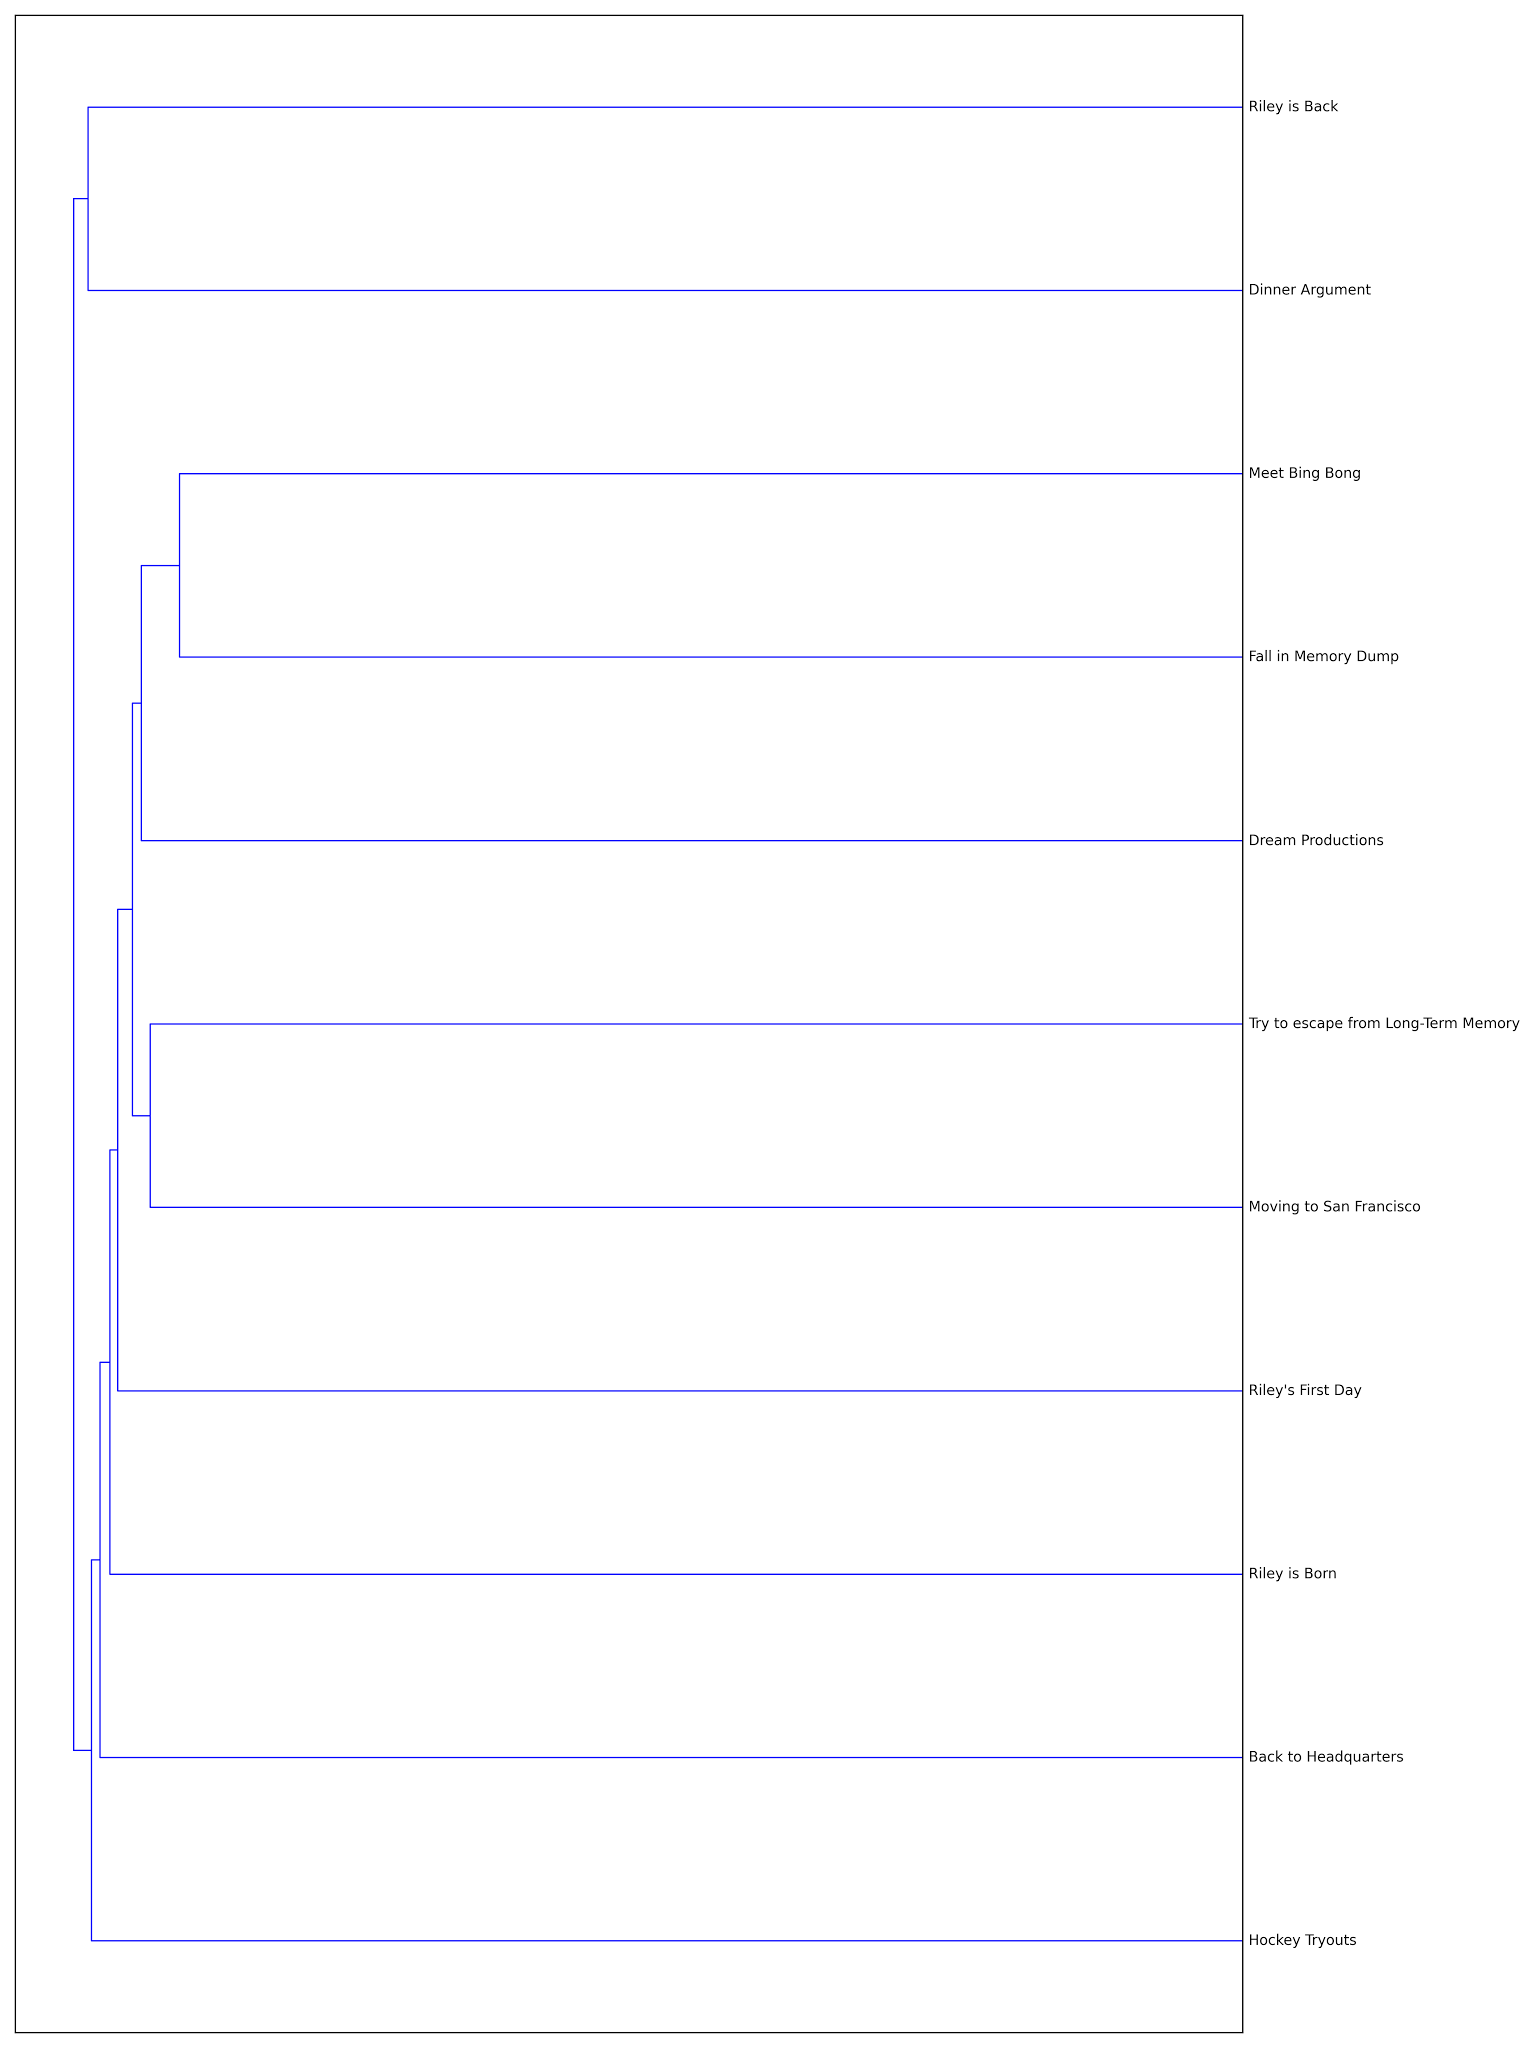 Riley is Back
Dinner Argument
Meet Bing Bong
Fall in Memory Dump
Dream Productions
Try to escape from Long-Term Memory
Moving to San Francisco
Riley's First Day
Riley is Born
Back to Headquarters
Hockey Tryouts